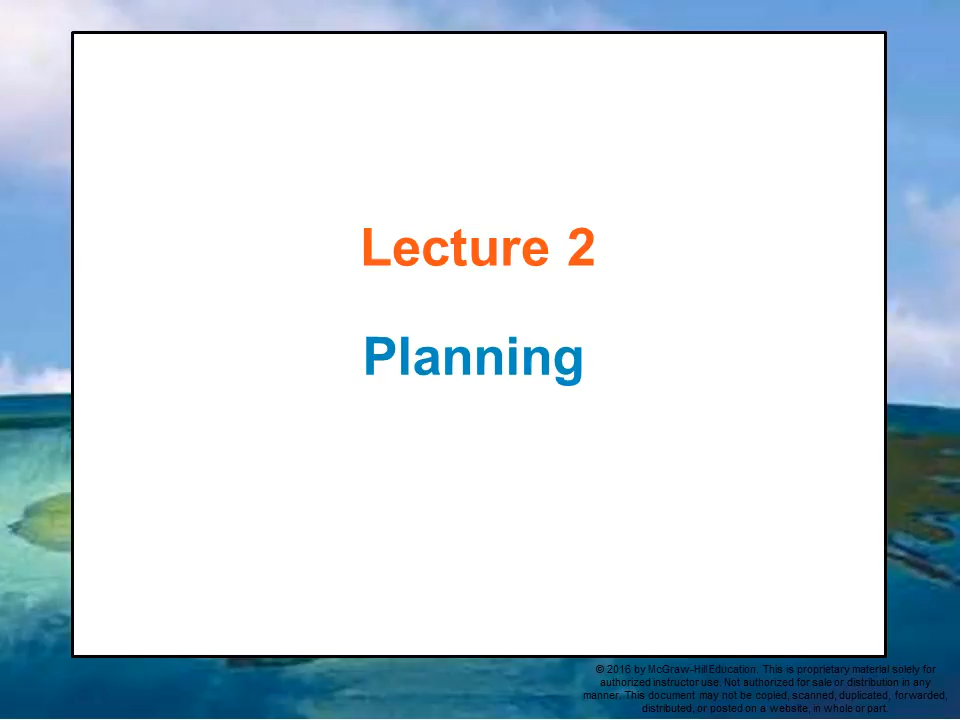 Lecture 2
Planning
© 2016 by McGraw-Hill Education. This is proprietary material solely for
authorized instructor use. Not authorized for sale or distribution in any
manner. This document may not be copied, scanned, duplicated, forwarded,
distributed, or posted on a website, in whole or part.